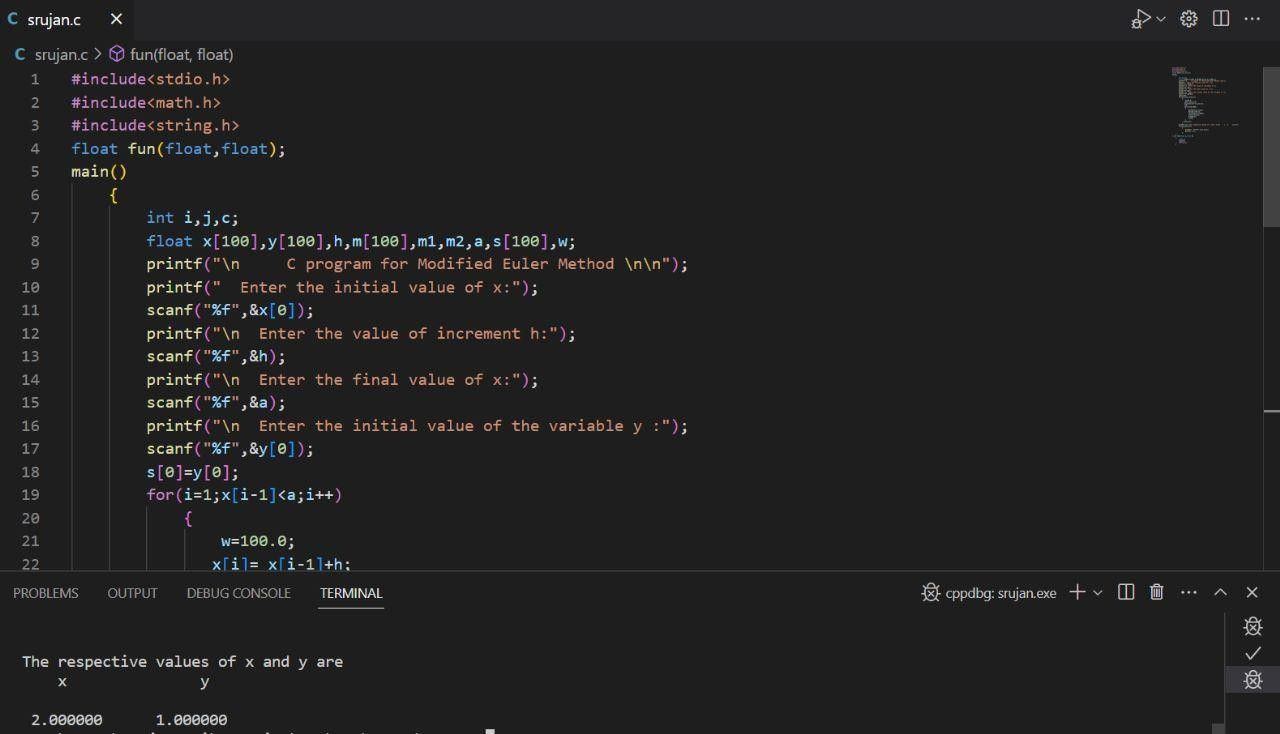 C srujan.c
C srujan.c > fun(float, float)
1 #include<stdio.h>
2 #include<math.h>
3 #include<string.h>
4 float fun(float,float);
5 main()
6 {
7 int i,j,c;
8 float x[100],y[100],h,m[100],m1,m2,a,s[100],w;
9 printf("\n     C program for Modified Euler Method \n\n");
10 printf("  Enter the initial value of x:");
11 scanf("%f",&x[0]);
12 printf("\n  Enter the value of increment h:");
13 scanf("%f",&h);
14 printf("\n  Enter the final value of x:");
15 scanf("%f",&a);
16 printf("\n  Enter the initial value of the variable y :");
17 scanf("%f",&y[0]);
18 s[0]=y[0];
19 for(i=1;x[i-1]<a;i++)
20 {
21 w=100.0;
22 x[i]= x[i-1]+h;
PROBLEMS OUTPUT DEBUG CONSOLE TERMINAL cppdbg: srujan.exe
The respective values of x and y are
x y
2.000000 1.000000